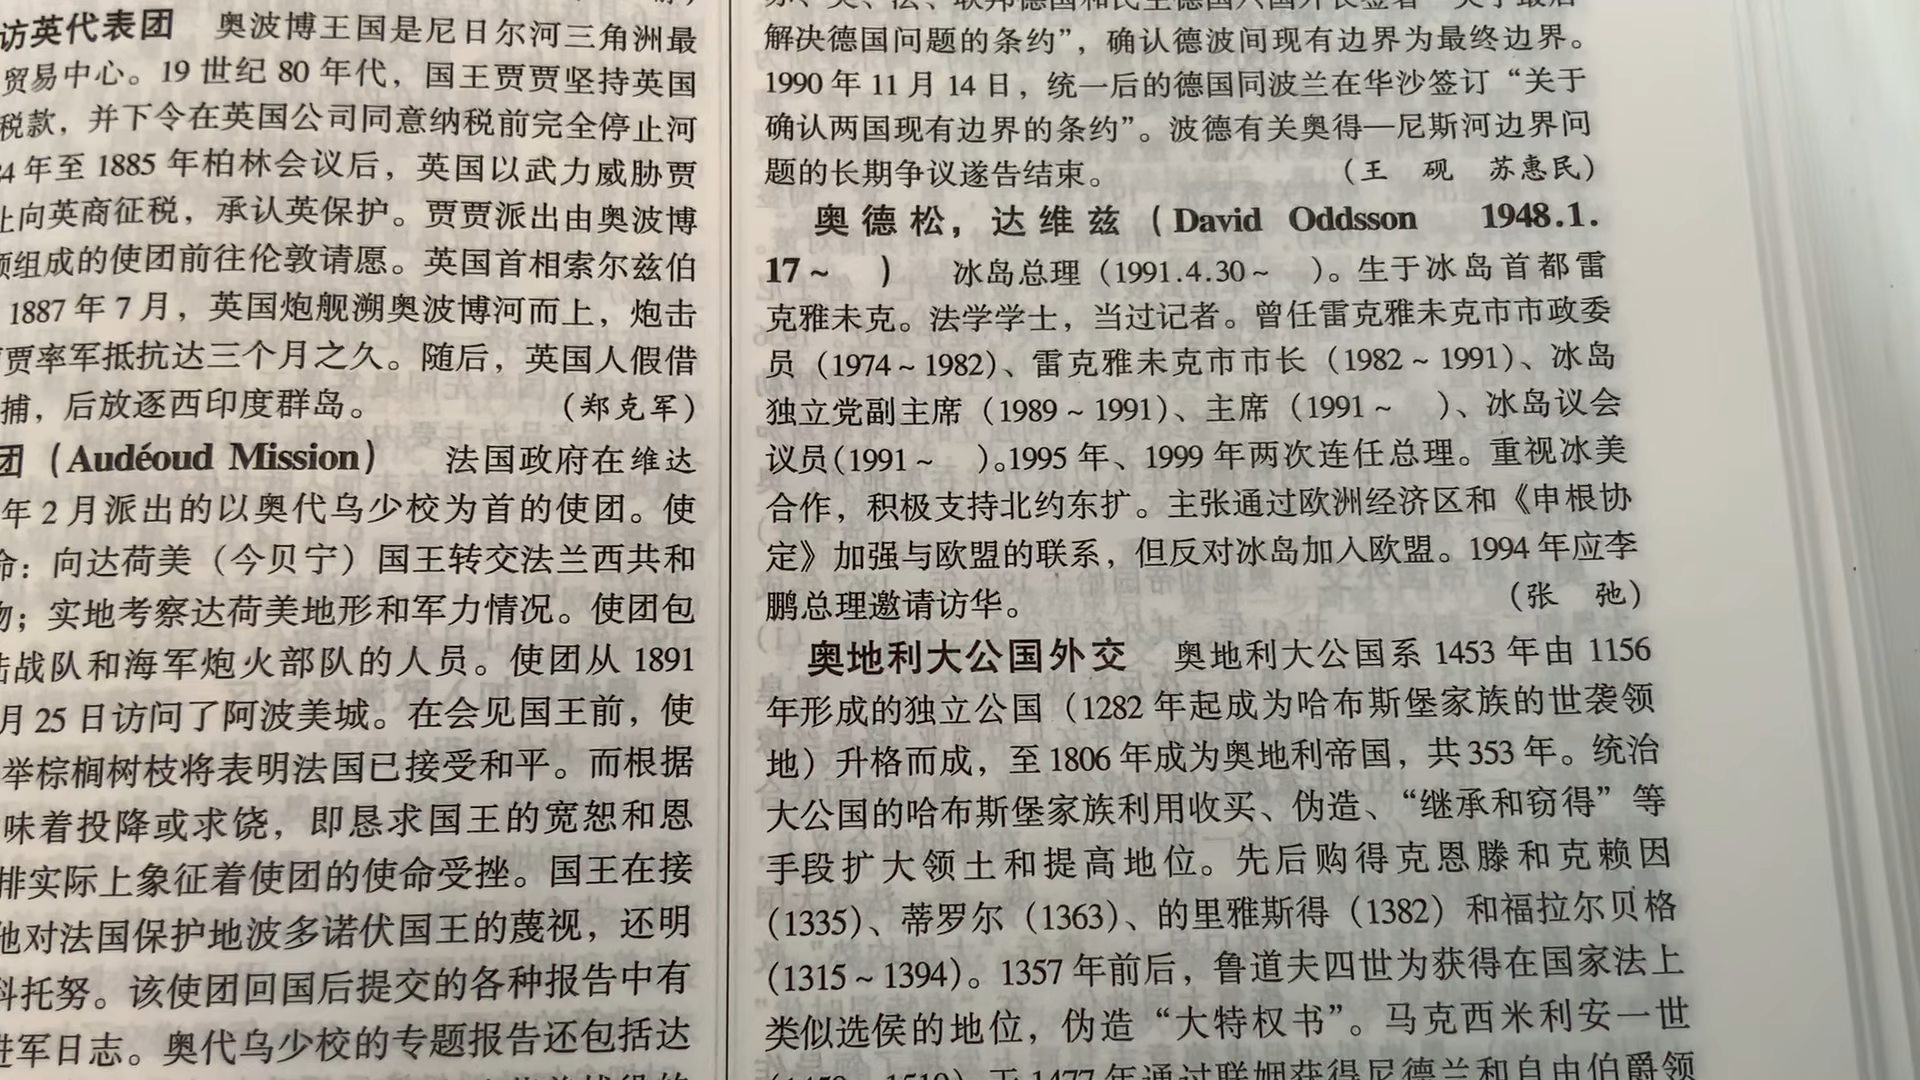 访英代表团 奥波博王国是尼日尔河三角洲最
贸易中心。19 世纪 80 年代，国王贾贾坚持英国
税款，并下令在英国公司同意纳税前完全停止河
4 年至 1885 年柏林会议后，英国以武力威胁贾
止向英商征税，承认英保护。贾贾派出由奥波博
组成的使团前往伦敦请愿。英国首相索尔兹伯
1887 年 7 月，英国炮舰溯奥波博河而上，炮击
贾率军抵抗达三个月之久。随后，英国人假借
捕，后放逐西印度群岛。 （郑克军）
团（Audéoud Mission） 法国政府在维达
年 2 月派出的以奥代乌少校为首的使团。使
命：向达荷美（今贝宁）国王转交法兰西共和
物；实地考察达荷美地形和军力情况。使团包
陆战队和海军炮火部队的人员。使团从 1891
月 25 日访问了阿波美城。在会见国王前，使
举棕榈树枝将表明法国已接受和平。而根据
味着投降或求饶，即恳求国王的宽恕和恩
排实际上象征着使团的使命受挫。国王在接
他对法国保护地波多诺伏国王的蔑视，还明
科托努。该使团回国后提交的各种报告中有
进军日志。奥代乌少校的专题报告还包括达
解决德国问题的条约”，确认德波间现有边界为最终边界。
1990 年 11 月 14 日，统一后的德国同波兰在华沙签订“关于
确认两国现有边界的条约”。波德有关奥得—尼斯河边界问
题的长期争议遂告结束。 （王 砚 苏惠民）
奥德松，达维兹（David Oddsson 1948.1.
17～ ） 冰岛总理（1991.4.30～ ）。生于冰岛首都雷
克雅未克。法学学士，当过记者。曾任雷克雅未克市市政委
员（1974～1982）、雷克雅未克市市长（1982～1991）、冰岛
独立党副主席（1989～1991）、主席（1991～ ）、冰岛议会
议员（1991～ ）。1995 年、1999 年两次连任总理。重视冰美
合作，积极支持北约东扩。主张通过欧洲经济区和《申根协
定》加强与欧盟的联系，但反对冰岛加入欧盟。1994 年应李
鹏总理邀请访华。 （张 弛）
奥地利大公国外交 奥地利大公国系 1453 年由 1156
年形成的独立公国（1282 年起成为哈布斯堡家族的世袭领
地）升格而成，至 1806 年成为奥地利帝国，共 353 年。统治
大公国的哈布斯堡家族利用收买、伪造、“继承和窃得”等
手段扩大领土和提高地位。先后购得克恩滕和克赖因
（1335）、蒂罗尔（1363）、的里雅斯得（1382）和福拉尔贝格
（1315～1394）。1357 年前后，鲁道夫四世为获得在国家法上
类似选侯的地位，伪造“大特权书”。马克西米利安一世
于 1477 年通过联姻获得尼德兰和自由伯爵领